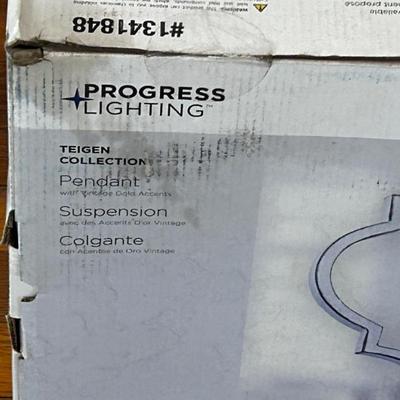 #1341848
PROGRESS
LIGHTING™
TEIGEN
COLLECTION
Pendant
with Vintage Gold Accents
Suspension
avec des Accents D'or Vintage
Colgante
con Acentos de Oro Vintage